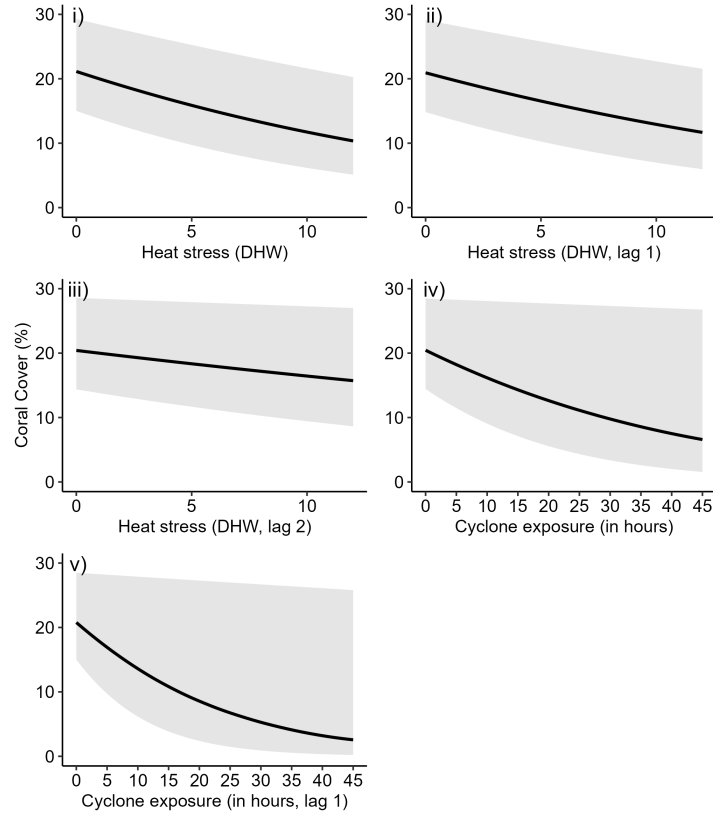 i)
30
20
10
0
0 5 10
Heat stress (DHW)
ii)
30
20
10
0
0 5 10
Heat stress (DHW, lag 1)
Coral Cover (%)
iii)
30
20
10
0
0 5 10
Heat stress (DHW, lag 2)
iv)
30
20
10
0
0 5 10 15 20 25 30 35 40 45
Cyclone exposure (in hours)
v)
30
20
10
0
0 5 10 15 20 25 30 35 40 45
Cyclone exposure (in hours, lag 1)